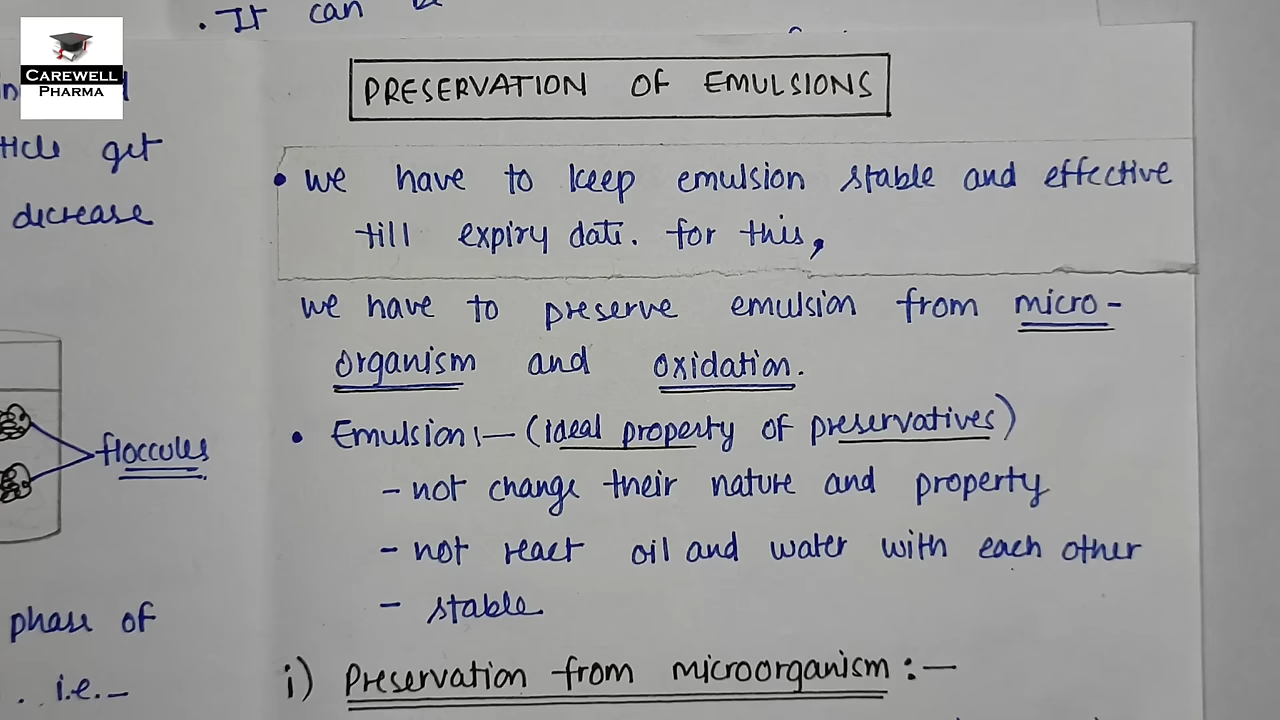 . It can be
CAREWELL
PHARMA
PRESERVATION OF EMULSIONS
ticle get
decrease
• we have to keep emulsion stable and effective
till expiry date. for this,
we have to preserve emulsion from micro-
organism and oxidation.
floccules
• Emulsion:— (ideal property of preservatives)
- not change their nature and property
- not react oil and water with each other
- stable
phase of
. i.e.-
i) Preservation from microorganism :—